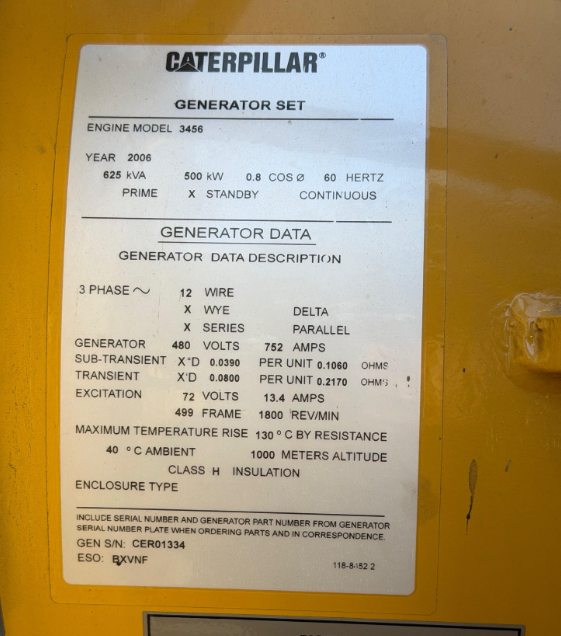 CATERPILLAR®
GENERATOR SET
ENGINE MODEL 3456
YEAR 2006
625 kVA 500 kW 0.8 COS Ø 60 HERTZ
PRIME X STANDBY CONTINUOUS
GENERATOR DATA
GENERATOR DATA DESCRIPTION
3 PHASE ~ 12 WIRE
X WYE DELTA
X SERIES PARALLEL
GENERATOR 480 VOLTS 752 AMPS
SUB-TRANSIENT X"D 0.0390 PER UNIT 0.1060 OHMS
TRANSIENT X'D 0.0800 PER UNIT 0.2170 OHMS
EXCITATION 72 VOLTS 13.4 AMPS
499 FRAME 1800 REV/MIN
MAXIMUM TEMPERATURE RISE 130 °C BY RESISTANCE
40 °C AMBIENT 1000 METERS ALTITUDE
CLASS H INSULATION
ENCLOSURE TYPE
INCLUDE SERIAL NUMBER AND GENERATOR PART NUMBER FROM GENERATOR
SERIAL NUMBER PLATE WHEN ORDERING PARTS AND IN CORRESPONDENCE.
GEN S/N: CER01334
ESO: BXVNF